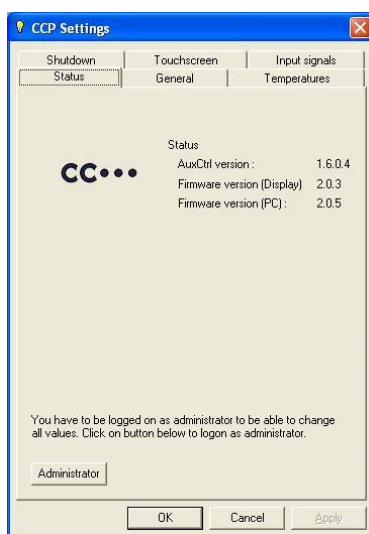 CCP Settings
Shutdown Touchscreen Input signals
Status General Temperatures
Status
AuxCtrl version : 1.6.0.4
CC
Firmware version (Display) 2.0.3
Firmware version (PC) : 2.0.5
You have to be logged on as administrator to be able to change
all values. Click on button below to logon as administrator.
Administrator
OK Cancel Apply